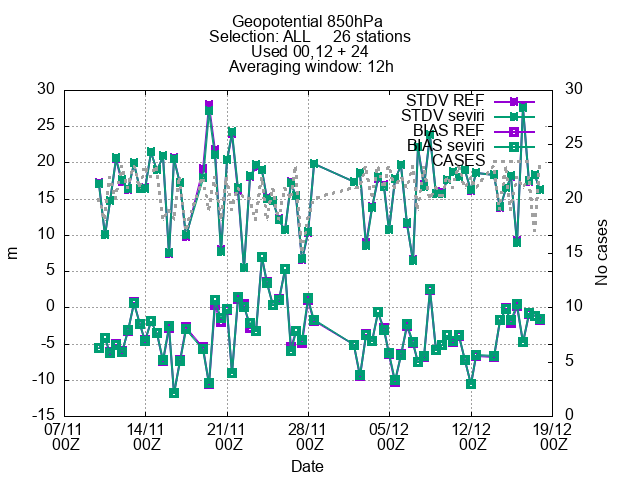 Geopotential 850hPa
Selection: ALL 26 stations
Used 00,12 + 24
Averaging window: 12h
STDV REF
STDV seviri
BIAS REF
BIAS seviri
CASES
30
25
20
15
10
5
0
-5
-10
-15
m
30
25
20
15
10
5
0
No cases
07/11 14/11 21/11 28/11 05/12 12/12 19/12
00Z 00Z 00Z 00Z 00Z 00Z 00Z
Date